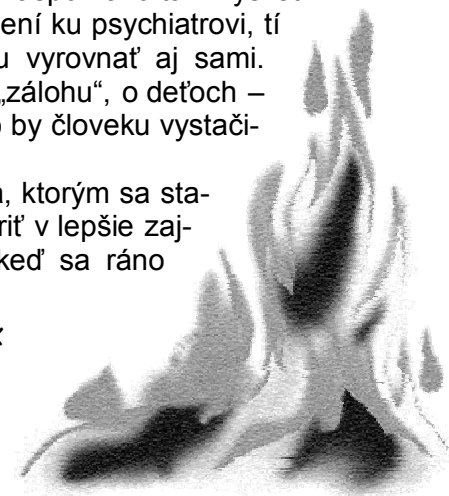 ení ku psychiatrovi, tí
u vyrovnať aj sami.
„zálohu“, o deťoch –
by človeku vystači-
ktorým sa sta-
riť v lepšie zaj-
keď sa ráno